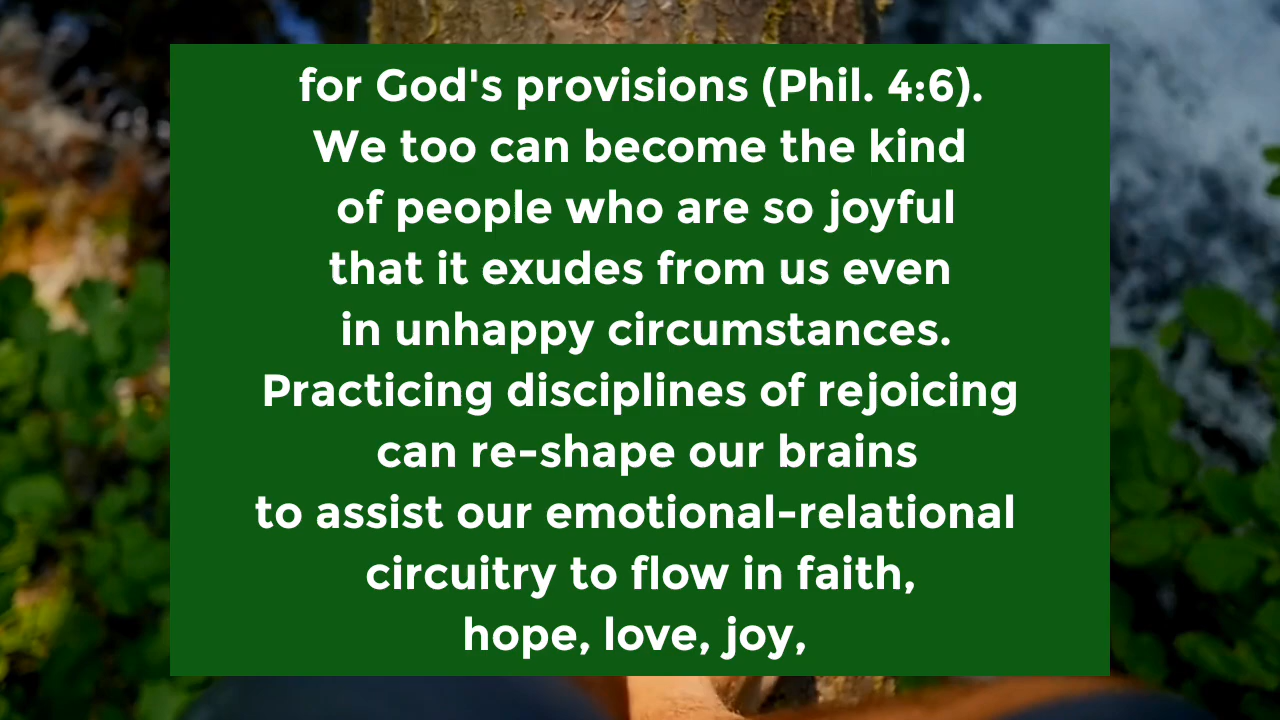 for God's provisions (Phil. 4:6).
We too can become the kind
of people who are so joyful
that it exudes from us even
in unhappy circumstances.
Practicing disciplines of rejoicing
can re-shape our brains
to assist our emotional-relational
circuitry to flow in faith,
hope, love, joy,